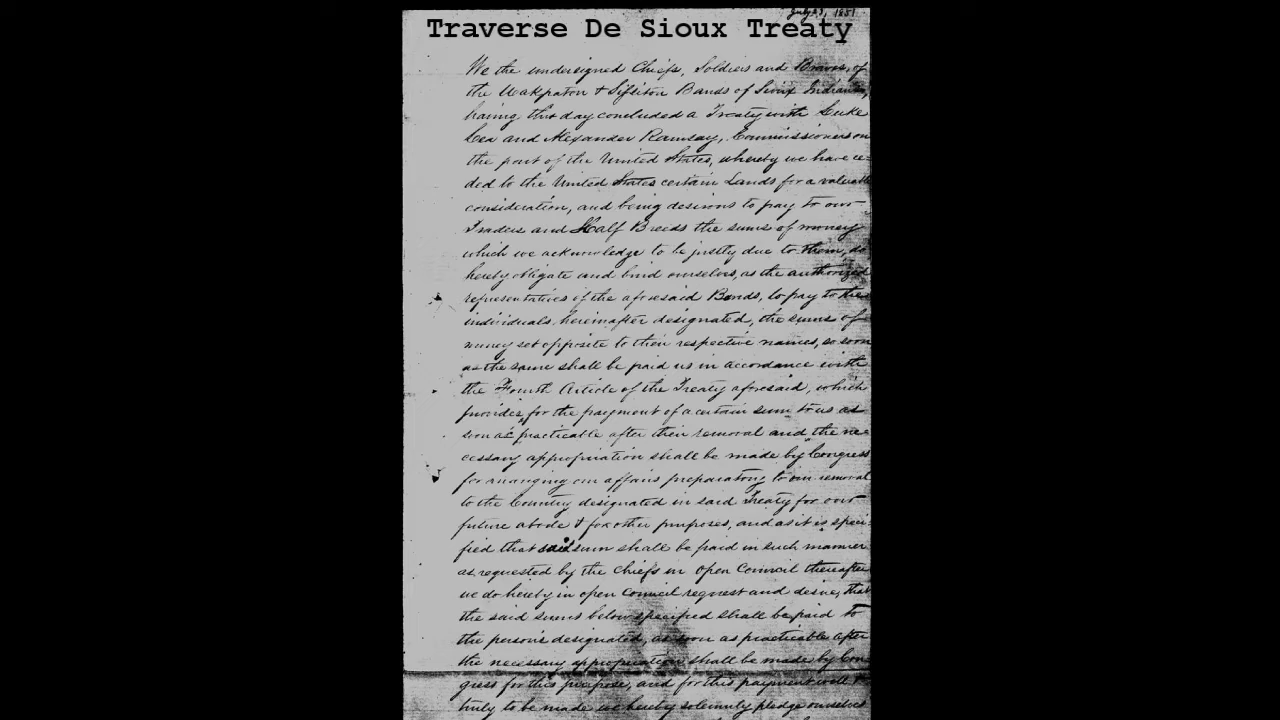 July 23, 1851.
Traverse De Sioux Treaty
We the undersigned Chiefs, Soldiers and Braves, of
the Wakpaton & Sissiton Bands of Sioux Indians,
having this day concluded a Treaty with Luke
Lea and Alexander Ramsay, Commissioners on
the part of the United States, whereby we have ce-
ded to the United States certain Lands for a valuable
consideration, and being desirous to pay to our
Traders and Half Breeds the sums of money
which we acknowledge to be justly due to them, do
hereby obligate and bind ourselves, as the authorized
representatives of the aforesaid Bands, to pay to the
individuals hereinafter designated, the sums of
money set opposite to their respective names, so soon
as the same shall be paid us in accordance with
the Fourth Article of the Treaty aforesaid, which
provides for the payment of a certain sum to us as
soon as practicable after their removal and the ne-
cessary appropriation shall be made by Congress
for arranging our affairs preparatory to our removal
to the Country designated in said Treaty for our
future abode & for other purposes, and as it is speci-
fied that said sum shall be paid in such manner
as requested by the Chiefs in Open Council thereafter
we do hereby in open Council request and desire, that
the said sums below specified shall be paid to
the persons designated, as soon as practicable after
the necessary appropriation shall be made by Con-
gress for this purpose, and for this payment well &
truly to be made we hereby solemnly pledge ourselves